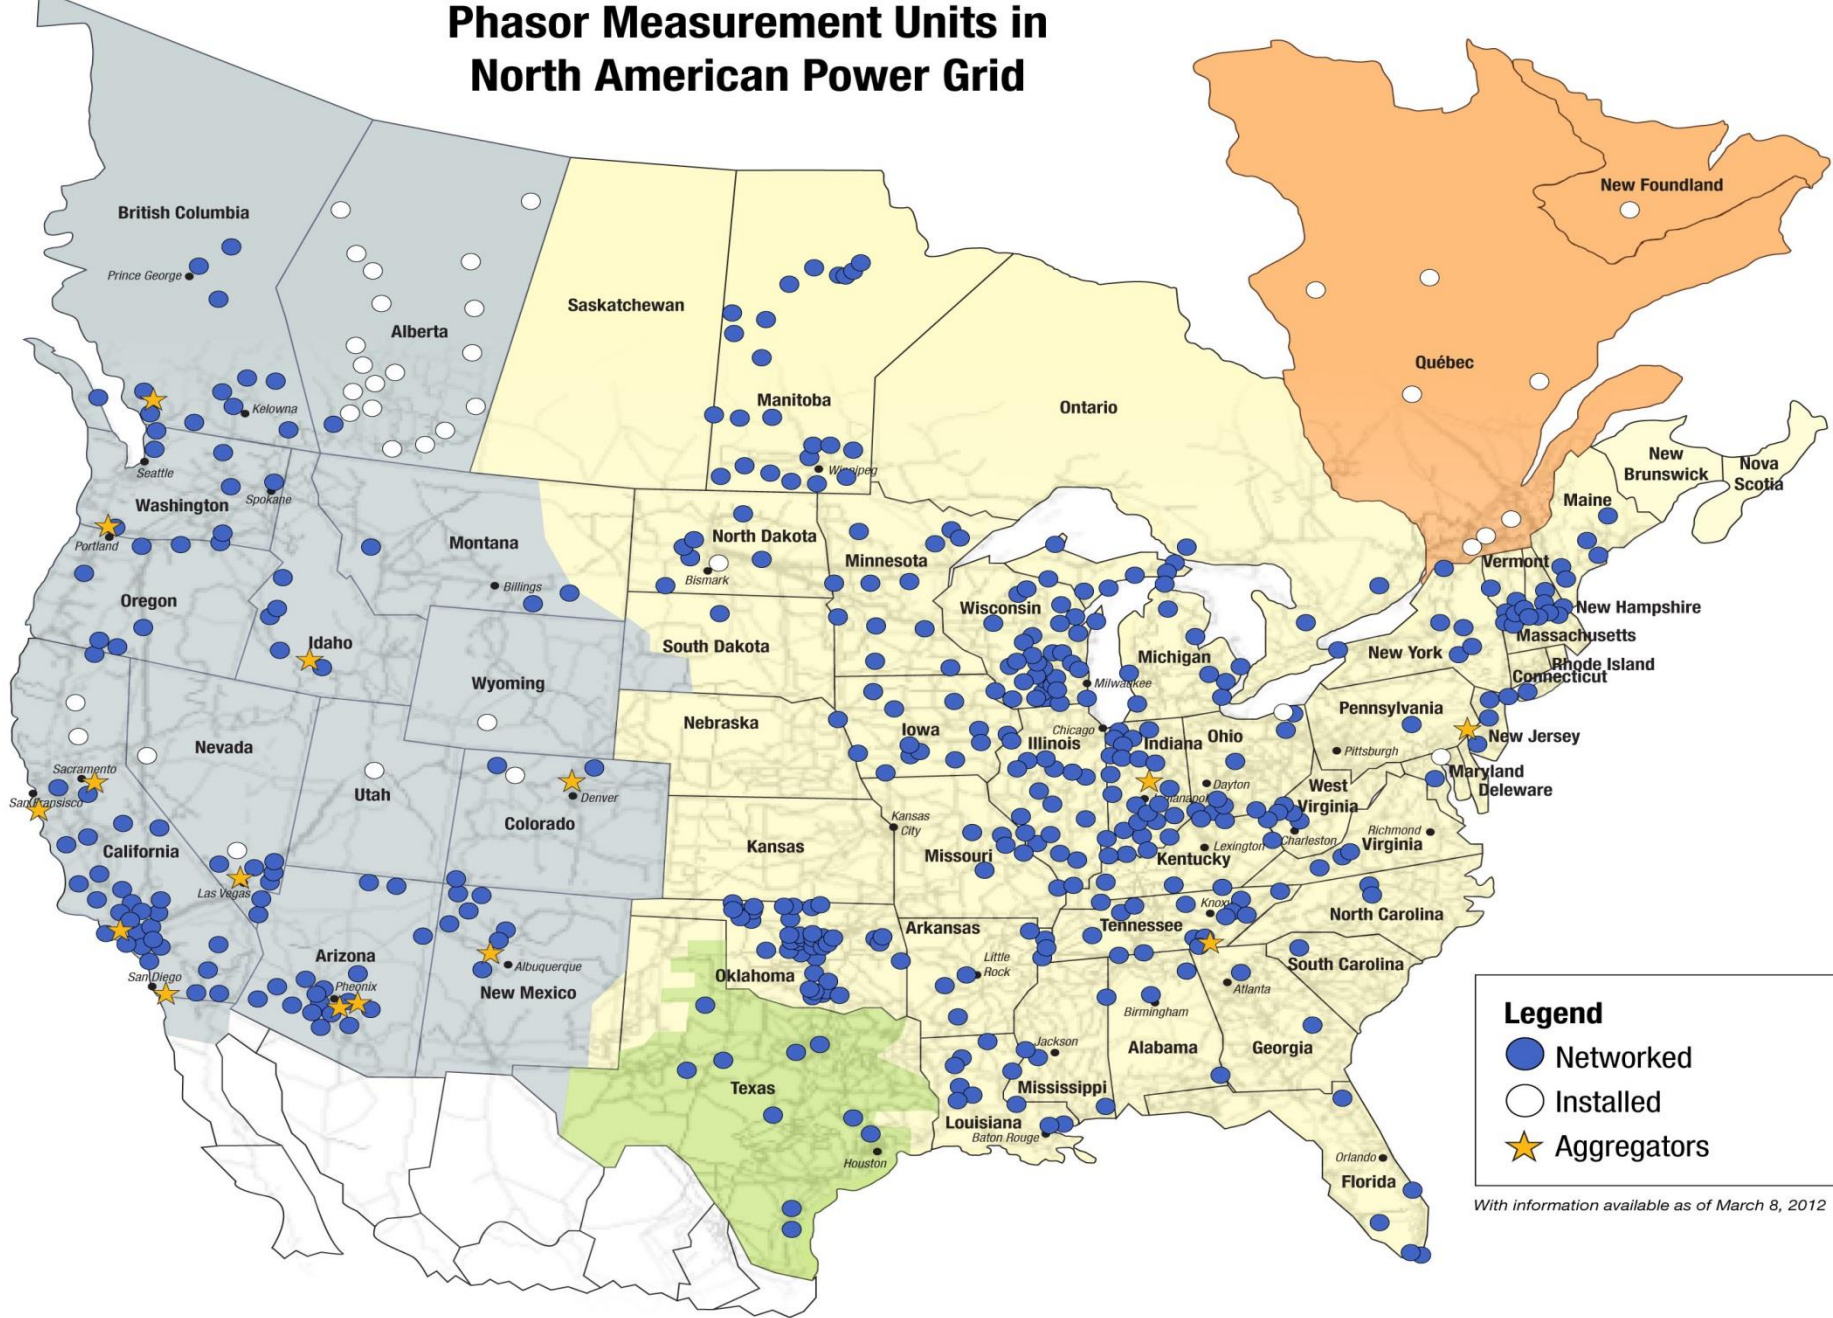 Phasor Measurement Units in
North American Power Grid
New Foundland
British Columbia
Prince George
Saskatchewan
Alberta
Québec
Manitoba
Ontario
Kelowna
New
Brunswick
Nova
Scotia
Winnipeg
Seattle
Spokane
Washington
Maine
Portland
Montana
North Dakota
Minnesota
Vermont
Bismark
Billings
Oregon
Wisconsin
New Hampshire
Massachusetts
Idaho
South Dakota
Michigan
New York
Rhode Island
Connecticut
Wyoming
Milwaukee
Nebraska
Pennsylvania
Iowa
Chicago
Illinois
Indiana
Ohio
New Jersey
Nevada
Pittsburgh
Sacramento
Utah
Maryland
Deleware
San Fransisco
Denver
Dayton
Indianapolis
West
Virginia
Colorado
Kansas
City
Richmond
Virginia
California
Kansas
Missouri
Kentucky
Lexington
Charleston
Las Vegas
Knox
North Carolina
Tennessee
Arkansas
Arizona
Albuquerque
Little
Rock
South Carolina
San Diego
Pheonix
Oklahoma
New Mexico
Atlanta
Birmingham
Legend
Networked
Installed
Aggregators
Jackson
Alabama
Georgia
Texas
Mississippi
Louisiana
Baton Rouge
Houston
Orlando
Florida
With information available as of March 8, 2012